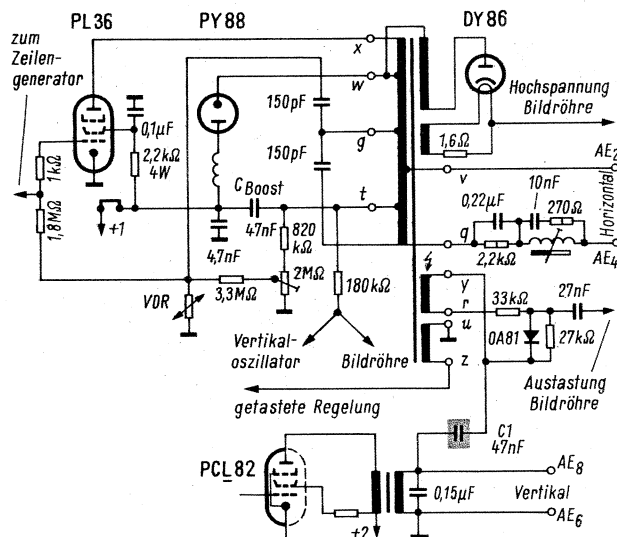 PL36 PY88 DY86
zum
Zeilen-
generator
x
w
g
t
v
q
y
r
u
z
150pF
150pF
0,1µF
2,2kΩ
4W
1kΩ
1,8MΩ
+1
C Boost
47nF
4,7nF
820
kΩ
2MΩ
3,3MΩ
180kΩ
VDR
Vertikal-
oszillator
Bildröhre
getastete Regelung
1,6Ω
Hochspannung
Bildröhre
AE2
Horizontal
AE4
0,22µF
10nF
270Ω
2,2kΩ
33kΩ
2,7nF
OA81
27kΩ
Austastung
Bildröhre
C1
47nF
PCL82
+2
0,15µF
AE8
Vertikal
AE6